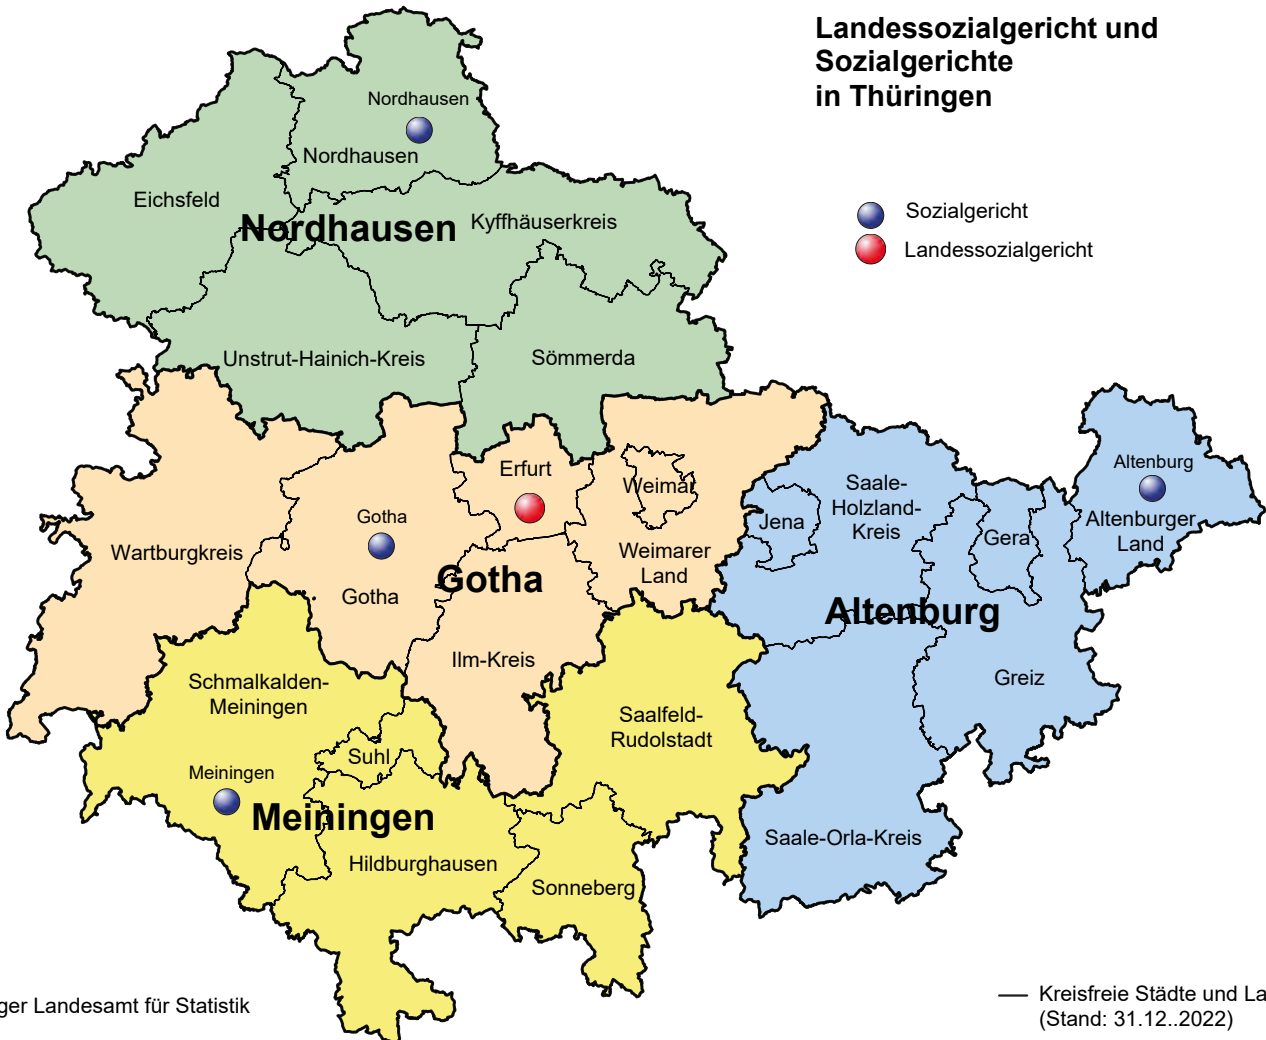 Landessozialgericht und
Sozialgerichte
in Thüringen
Sozialgericht
Landessozialgericht
Nordhausen
Nordhausen
Eichsfeld
Nordhausen
Kyffhäuserkreis
Unstrut-Hainich-Kreis
Sömmerda
Erfurt
Weimar
Gotha
Wartburgkreis
Weimarer
Land
Gotha
Gotha
Ilm-Kreis
Saale-
Holzland-
Kreis
Jena
Gera
Altenburg
Altenburger
Land
Altenburg
Greiz
Saale-Orla-Kreis
Schmalkalden-
Meiningen
Suhl
Meiningen
Meiningen
Hildburghausen
Saalfeld-
Rudolstadt
Sonneberg
ger Landesamt für Statistik
Kreisfreie Städte und La
(Stand: 31.12..2022)